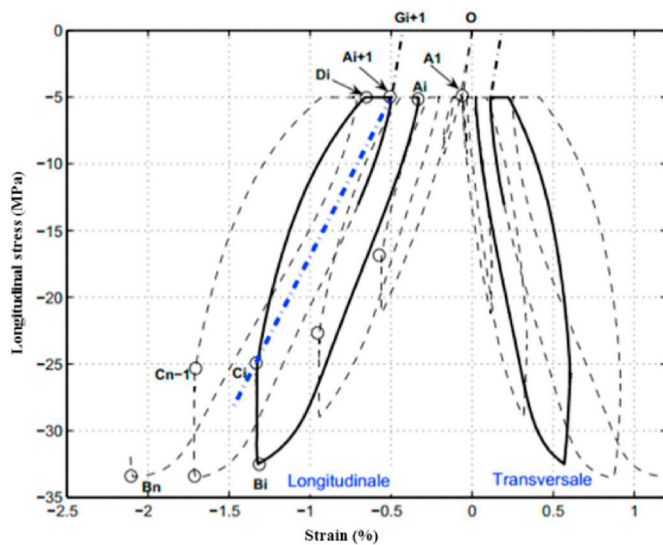 Gi+1 O
0
Ai+1 A1
Di Ai
-5
-10
-15
-20
-25
Cn-1 Ci
-30
Bn Bi Longitudinale Transversale
-35
-2.5 -2 -1.5 -1 -0.5 0 0.5 1
Longitudinal stress (MPa)
Strain (%)